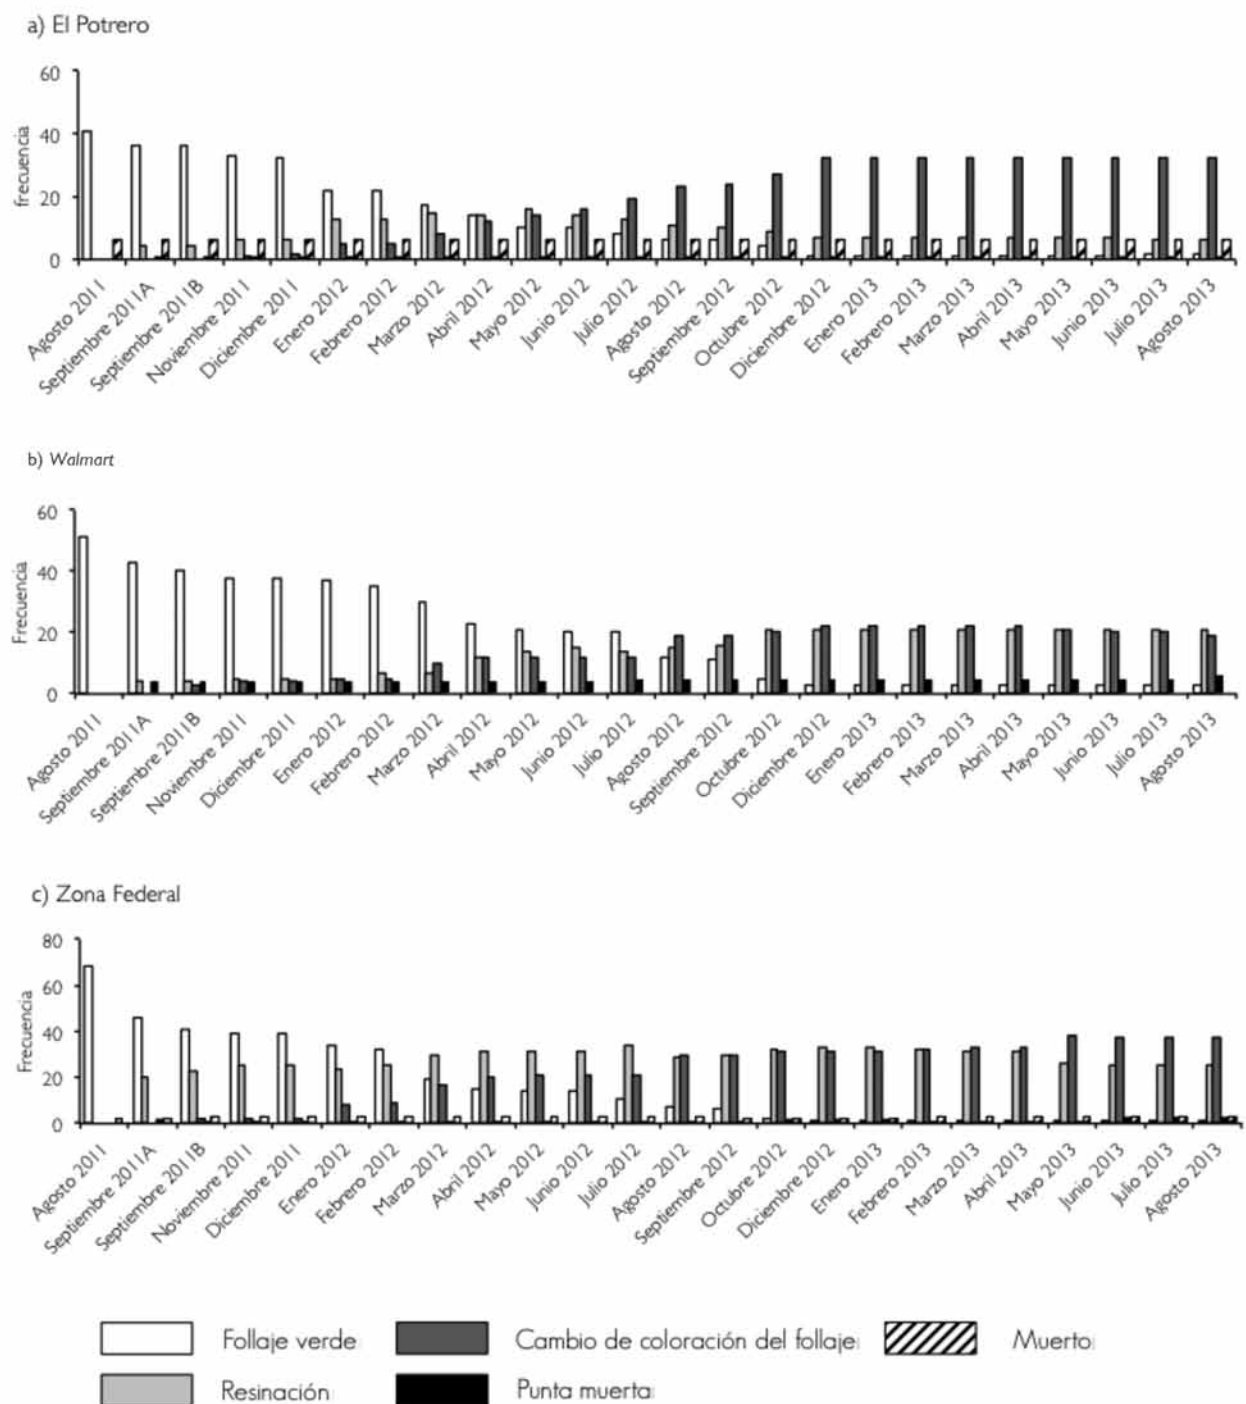 a) El Potrero
60
40
20
0
frecuencia
Agosto 2011
Septiembre 2011A
Septiembre 2011B
Noviembre 2011
Diciembre 2011
Enero 2012
Febrero 2012
Marzo 2012
Abril 2012
Mayo 2012
Junio 2012
Julio 2012
Agosto 2012
Septiembre 2012
Octubre 2012
Diciembre 2012
Enero 2013
Febrero 2013
Marzo 2013
Abril 2013
Mayo 2013
Junio 2013
Julio 2013
Agosto 2013
b) Walmart
60
40
20
0
Frecuencia
Agosto 2011
Septiembre 2011A
Septiembre 2011B
Noviembre 2011
Diciembre 2011
Enero 2012
Febrero 2012
Marzo 2012
Abril 2012
Mayo 2012
Junio 2012
Julio 2012
Agosto 2012
Septiembre 2012
Octubre 2012
Diciembre 2012
Enero 2013
Febrero 2013
Marzo 2013
Abril 2013
Mayo 2013
Junio 2013
Julio 2013
Agosto 2013
c) Zona Federal
80
60
40
20
0
Frecuencia
Agosto 2011
Septiembre 2011A
Septiembre 2011B
Noviembre 2011
Diciembre 2011
Enero 2012
Febrero 2012
Marzo 2012
Abril 2012
Mayo 2012
Junio 2012
Julio 2012
Agosto 2012
Septiembre 2012
Octubre 2012
Diciembre 2012
Enero 2013
Febrero 2013
Marzo 2013
Abril 2013
Mayo 2013
Junio 2013
Julio 2013
Agosto 2013
Follaje verde
Cambio de coloración del follaje
Muerto
Resinación
Punta muerta